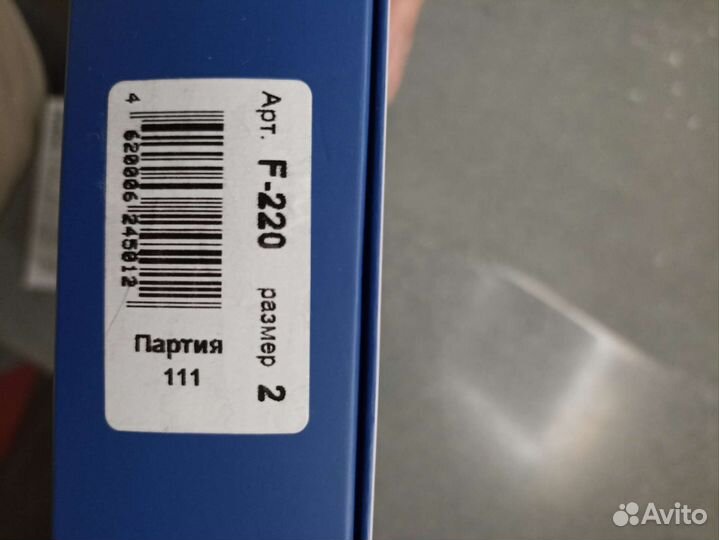 Арт. F-220 размер 2
4 620006 245012
Партия
111
Avito